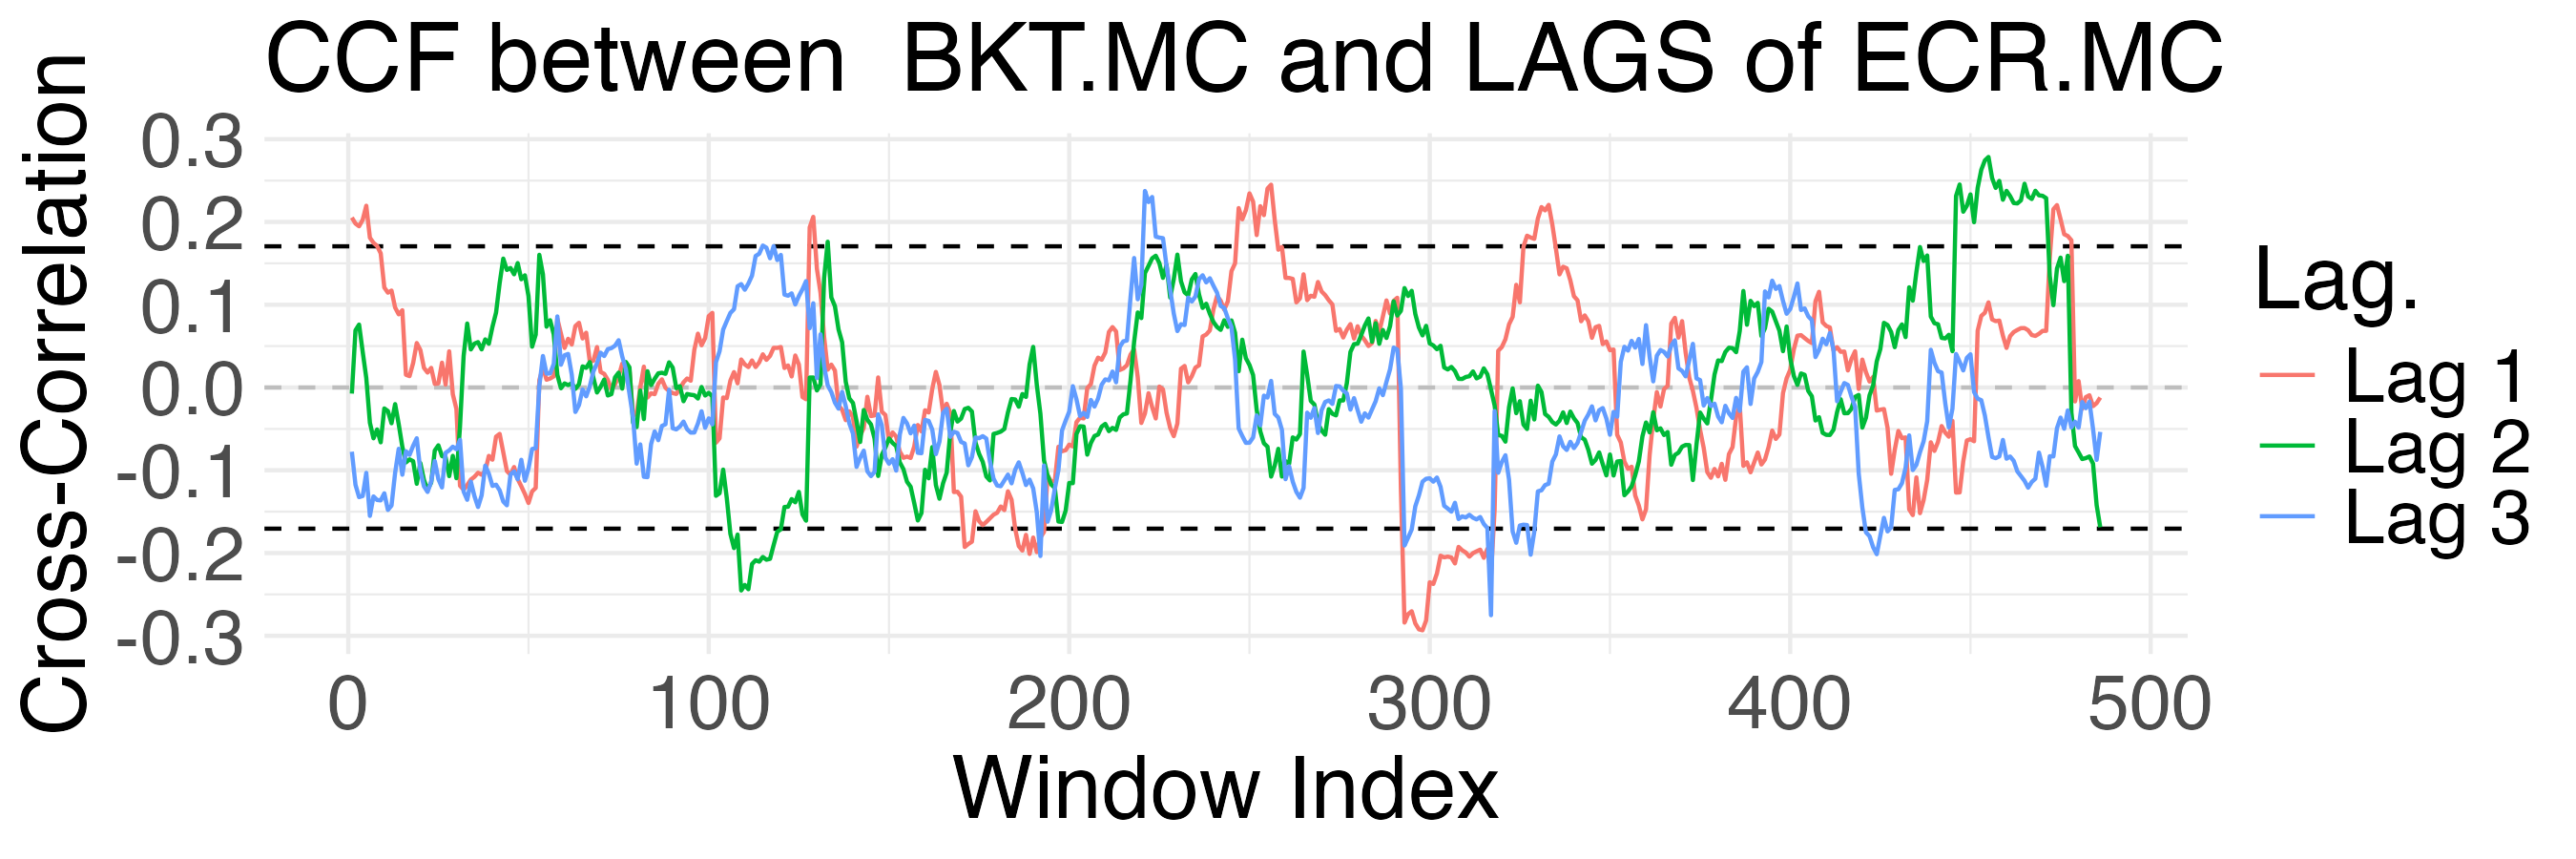 CCF between  BKT.MC and LAGS of ECR.MC
Cross-Correlation
0.3
0.2
0.1
0.0
-0.1
-0.2
-0.3
0 100 200 300 400 500
Window Index
Lag.
Lag 1
Lag 2
Lag 3